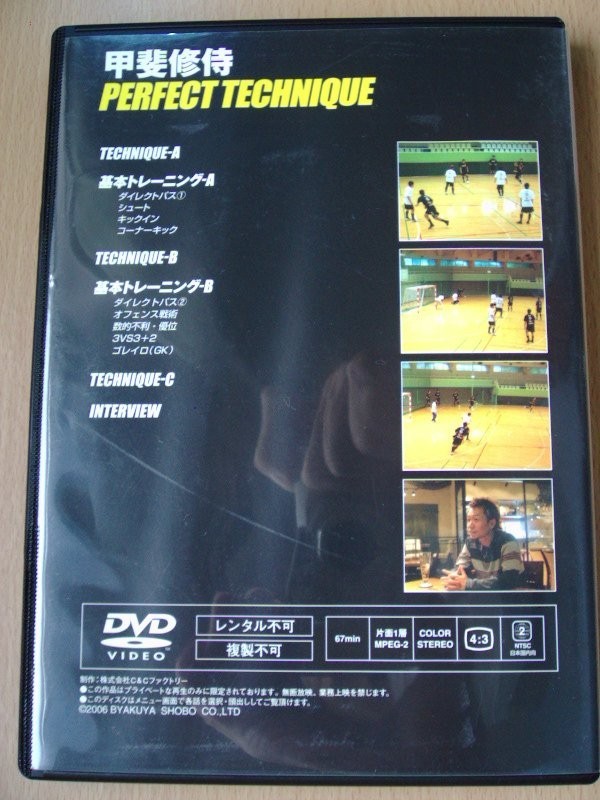 甲斐修侍
PERFECT TECHNIQUE
TECHNIQUE-A
基本トレーニング-A
ダイレクトパス①
シュート
キックイン
コーナーキック
TECHNIQUE-B
基本トレーニング-B
ダイレクトパス②
オフェンス戦術
数的不利・優位
3VS3+2
ゴレイロ(GK)
TECHNIQUE-C
INTERVIEW
DVD
VIDEO
レンタル不可
複製不可
67min
片面1層
MPEG-2
COLOR
STEREO
4:3
2
NTSC
日本国内向
制作:株式会社C&Cファクトリー
●この作品はプライベートな再生のみに限定されております。無断放映、業務上映を禁じます。
●このディスクはメニュー画面で各話を選択・頭出ししてご覧頂けます。
©2006 BYAKUYA SHOBO CO.,LTD